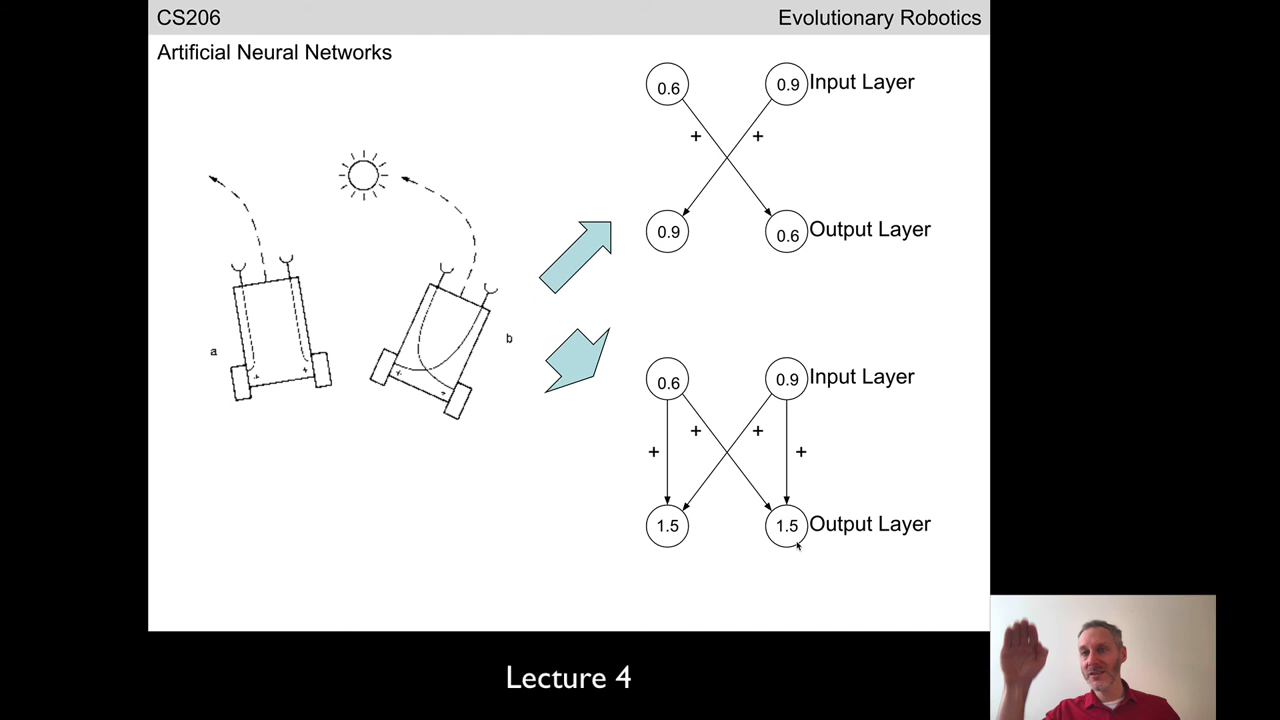 CS206
Evolutionary Robotics
Artificial Neural Networks
0.6
0.9
Input Layer
+
+
0.9
0.6
Output Layer
a
+
+
b
+
+
0.6
0.9
Input Layer
+
+
+
+
1.5
1.5
Output Layer
Lecture 4